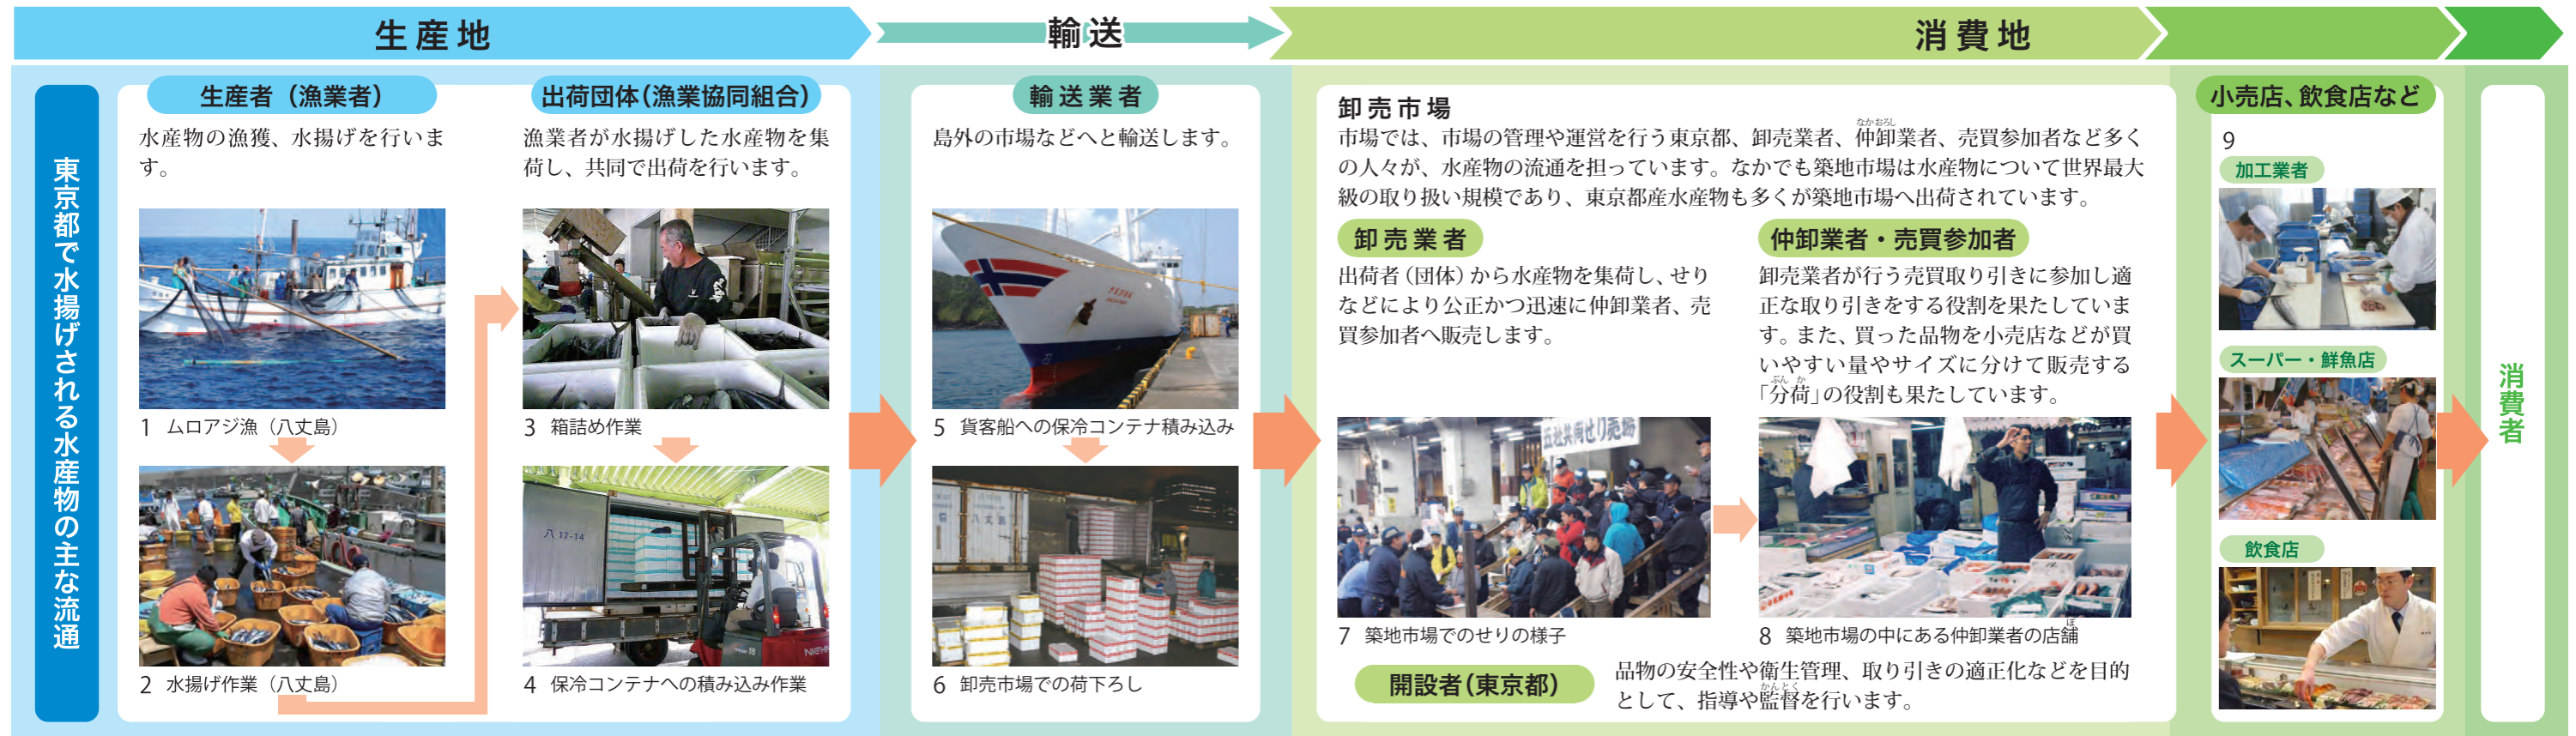 生産地
輸送
消費地
東京都で水揚げされる水産物の主な流通
生産者（漁業者）
水産物の漁獲、水揚げを行いま
す。
1 ムロアジ漁（八丈島）
2 水揚げ作業（八丈島）
出荷団体（漁業協同組合）
漁業者が水揚げした水産物を集
荷し、共同で出荷を行います。
3 箱詰め作業
八 17-14
4 保冷コンテナへの積み込み作業
輸送業者
島外の市場などへと輸送します。
5 貨客船への保冷コンテナ積み込み
八丈島
6 卸売市場での荷下ろし
卸売市場
市場では、市場の管理や運営を行う東京都、卸売業者、仲卸業者、売買参加者など多く
なかおろし
の人々が、水産物の流通を担っています。なかでも築地市場は水産物について世界最大
級の取り扱い規模であり、東京都産水産物も多くが築地市場へ出荷されています。
卸売業者
出荷者（団体）から水産物を集荷し、せり
などにより公正かつ迅速に仲卸業者、売
買参加者へ販売します。
五社共同せり売場
7 築地市場でのせりの様子
仲卸業者・売買参加者
卸売業者が行う売買取り引きに参加し適
正な取り引きをする役割を果たしていま
す。また、買った品物を小売店などが買
いやすい量やサイズに分けて販売する
ぶんか
「分荷」の役割も果たしています。
8 築地市場の中にある仲卸業者の店舗
ぽ
開設者（東京都）
品物の安全性や衛生管理、取り引きの適正化などを目的
かんとく
として、指導や監督を行います。
小売店、飲食店など
9
加工業者
スーパー・鮮魚店
飲食店
消費者